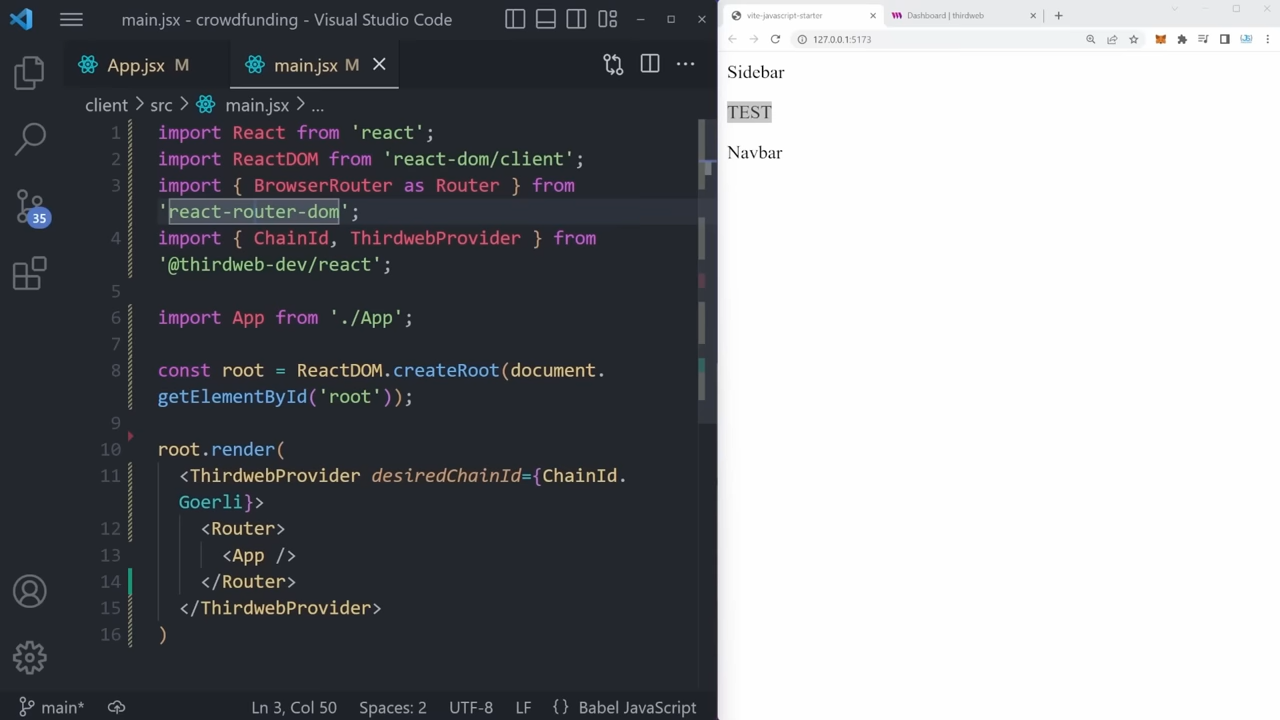 main.jsx - crowdfunding - Visual Studio Code
App.jsx M
main.jsx M
client > src > main.jsx > ...
1 import React from 'react';
2 import ReactDOM from 'react-dom/client';
3 import { BrowserRouter as Router } from
'react-router-dom';
4 import { ChainId, ThirdwebProvider } from
'@thirdweb-dev/react';
5
6 import App from './App';
7
8 const root = ReactDOM.createRoot(document.
getElementById('root'));
9
10 root.render(
11 <ThirdwebProvider desiredChainId={ChainId.
Goerli}>
12 <Router>
13 <App />
14 </Router>
15 </ThirdwebProvider>
16 )
35
main*
Ln 3, Col 50
Spaces: 2
UTF-8
LF
{} Babel JavaScript
vite-javascript-starter
Dashboard | thirdweb
127.0.0.1:5173
Sidebar
TEST
Navbar